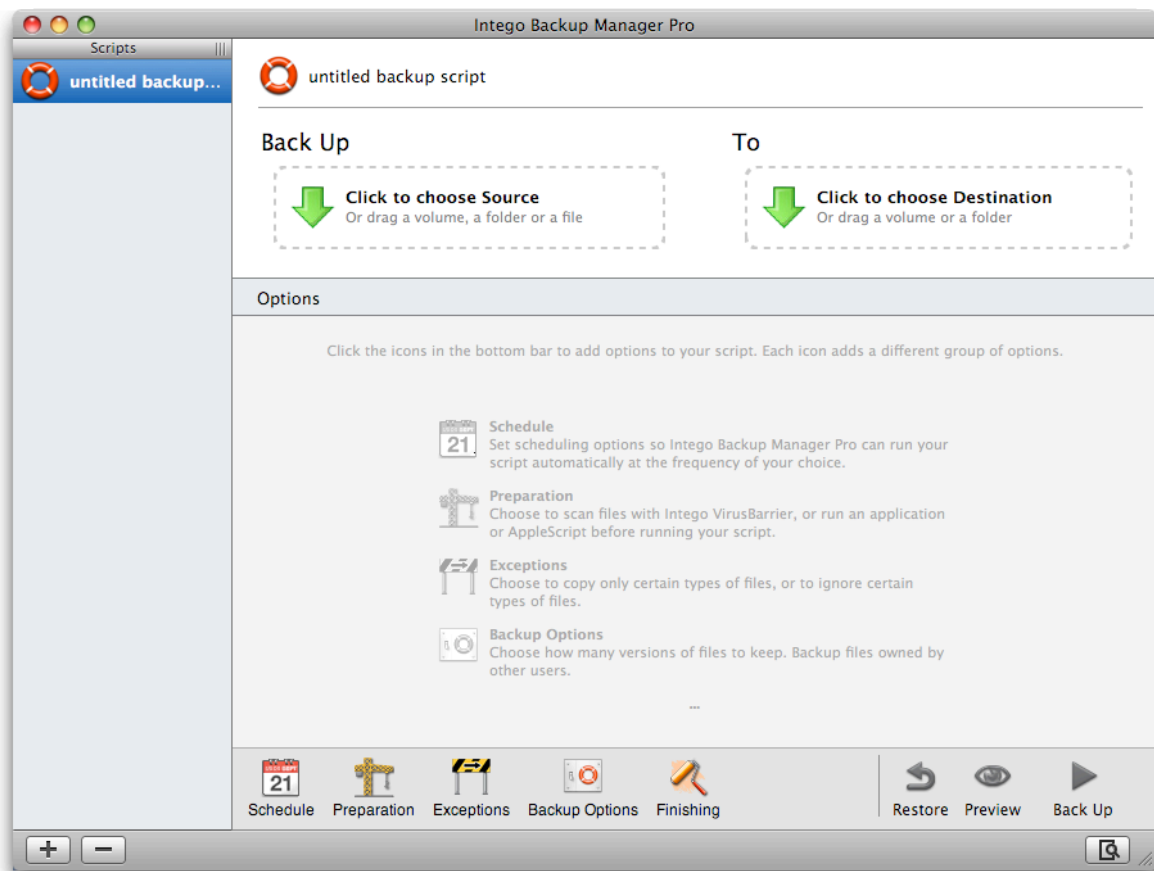 Intego Backup Manager Pro
Scripts
untitled backup...
untitled backup script
Back Up
To
Click to choose Source
Or drag a volume, a folder or a file
Click to choose Destination
Or drag a volume or a folder
Options
Click the icons in the bottom bar to add options to your script. Each icon adds a different group of options.
21
Schedule
Set scheduling options so Intego Backup Manager Pro can run your
script automatically at the frequency of your choice.
Preparation
Choose to scan files with Intego VirusBarrier, or run an application
or AppleScript before running your script.
Exceptions
Choose to copy only certain types of files, or to ignore certain
types of files.
Backup Options
Choose how many versions of files to keep. Backup files owned by
other users.
...
21
Schedule
Preparation
Exceptions
Backup Options
Finishing
Restore
Preview
Back Up